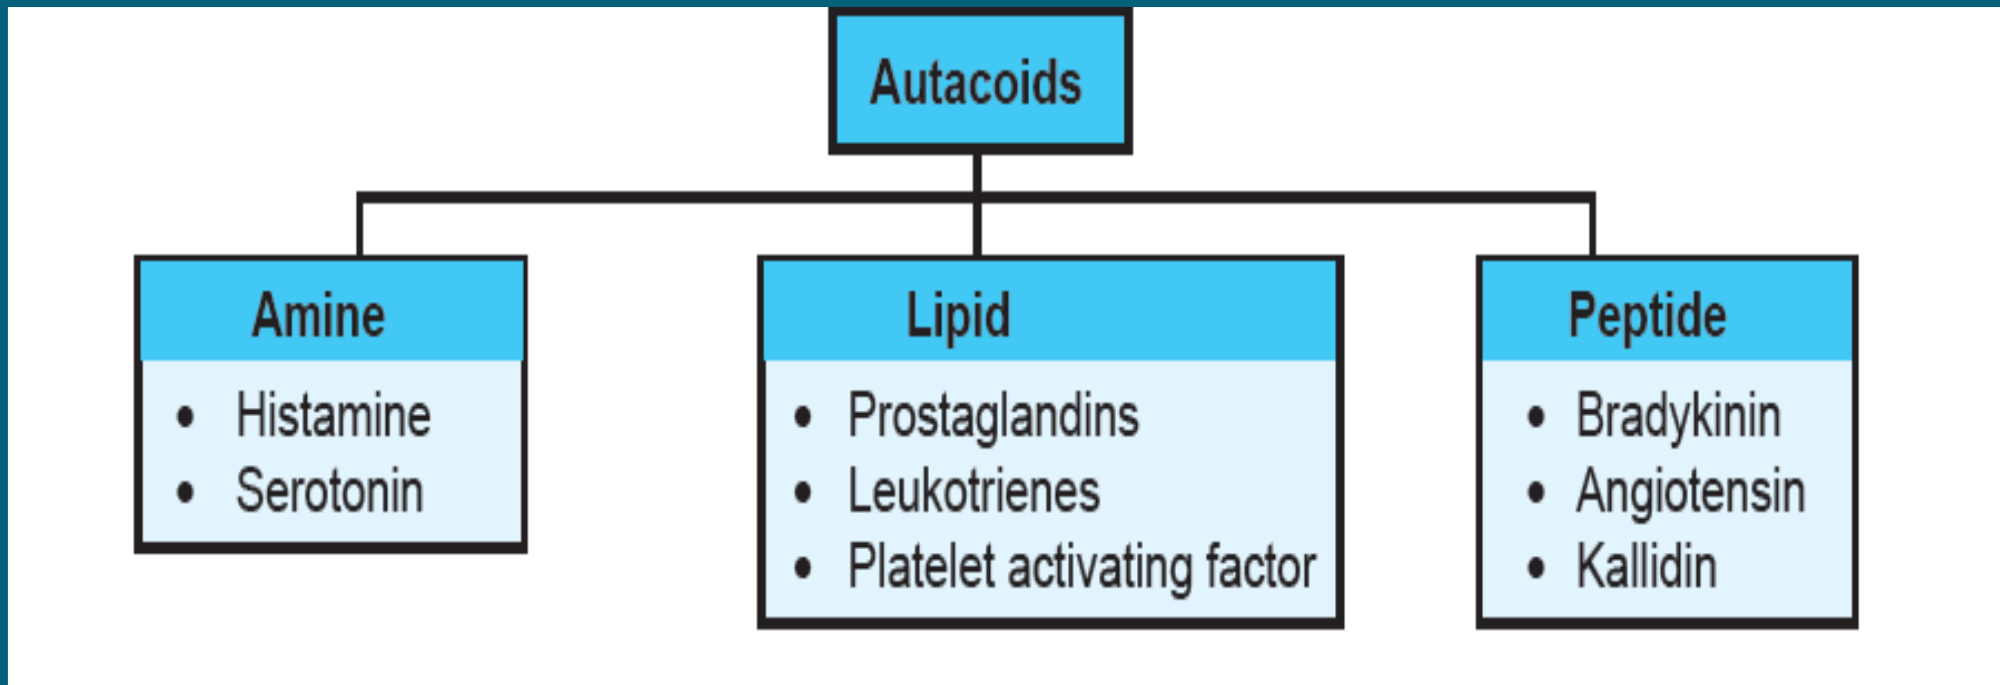 Autacoids
Amine
• Histamine
• Serotonin
Lipid
• Prostaglandins
• Leukotrienes
• Platelet activating factor
Peptide
• Bradykinin
• Angiotensin
• Kallidin